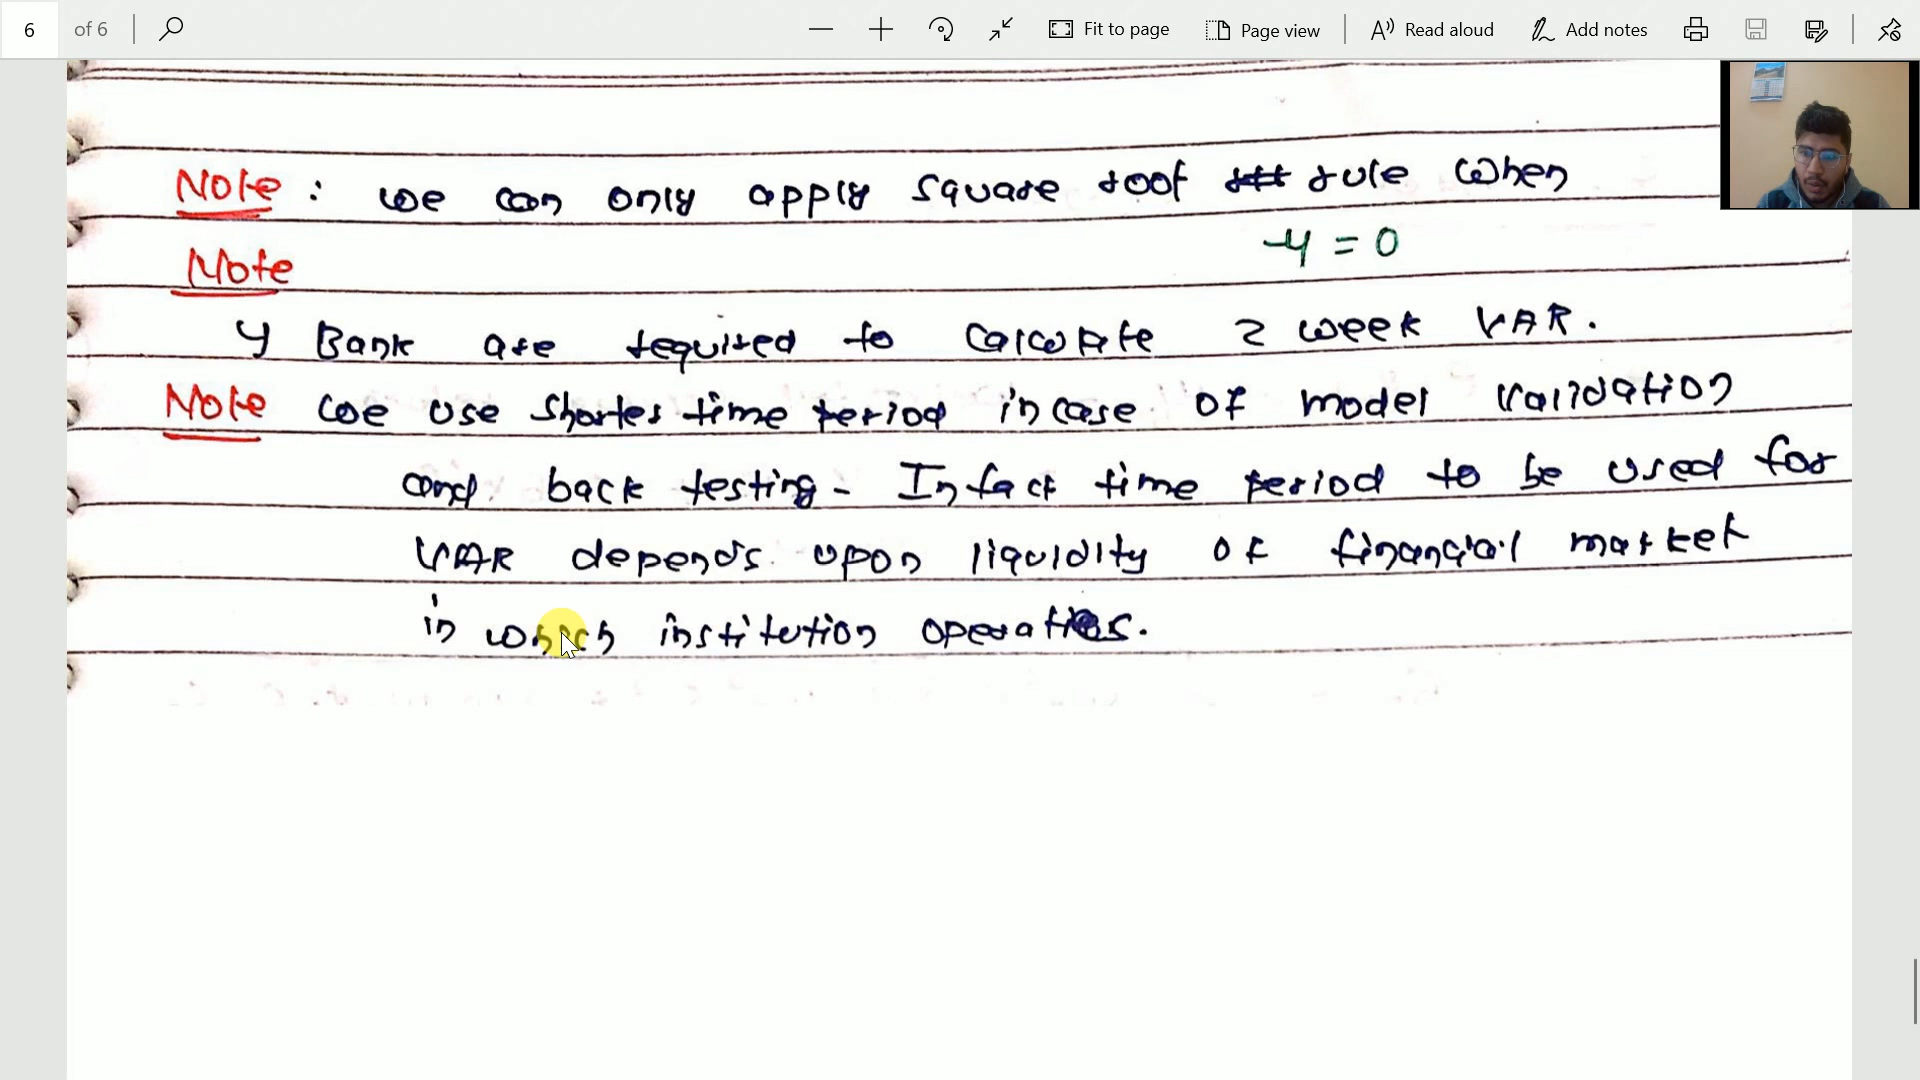 6 of 6 Fit to page Page view Read aloud Add notes
Note : we can only apply square root rule when
μ = 0
Note
Bank are required to calculate 2 week VAR.
Note we use shorter time period in case of model validation
and back testing - Infact time period to be used for
VAR depends upon liquidity of financial market
in which institution operates.